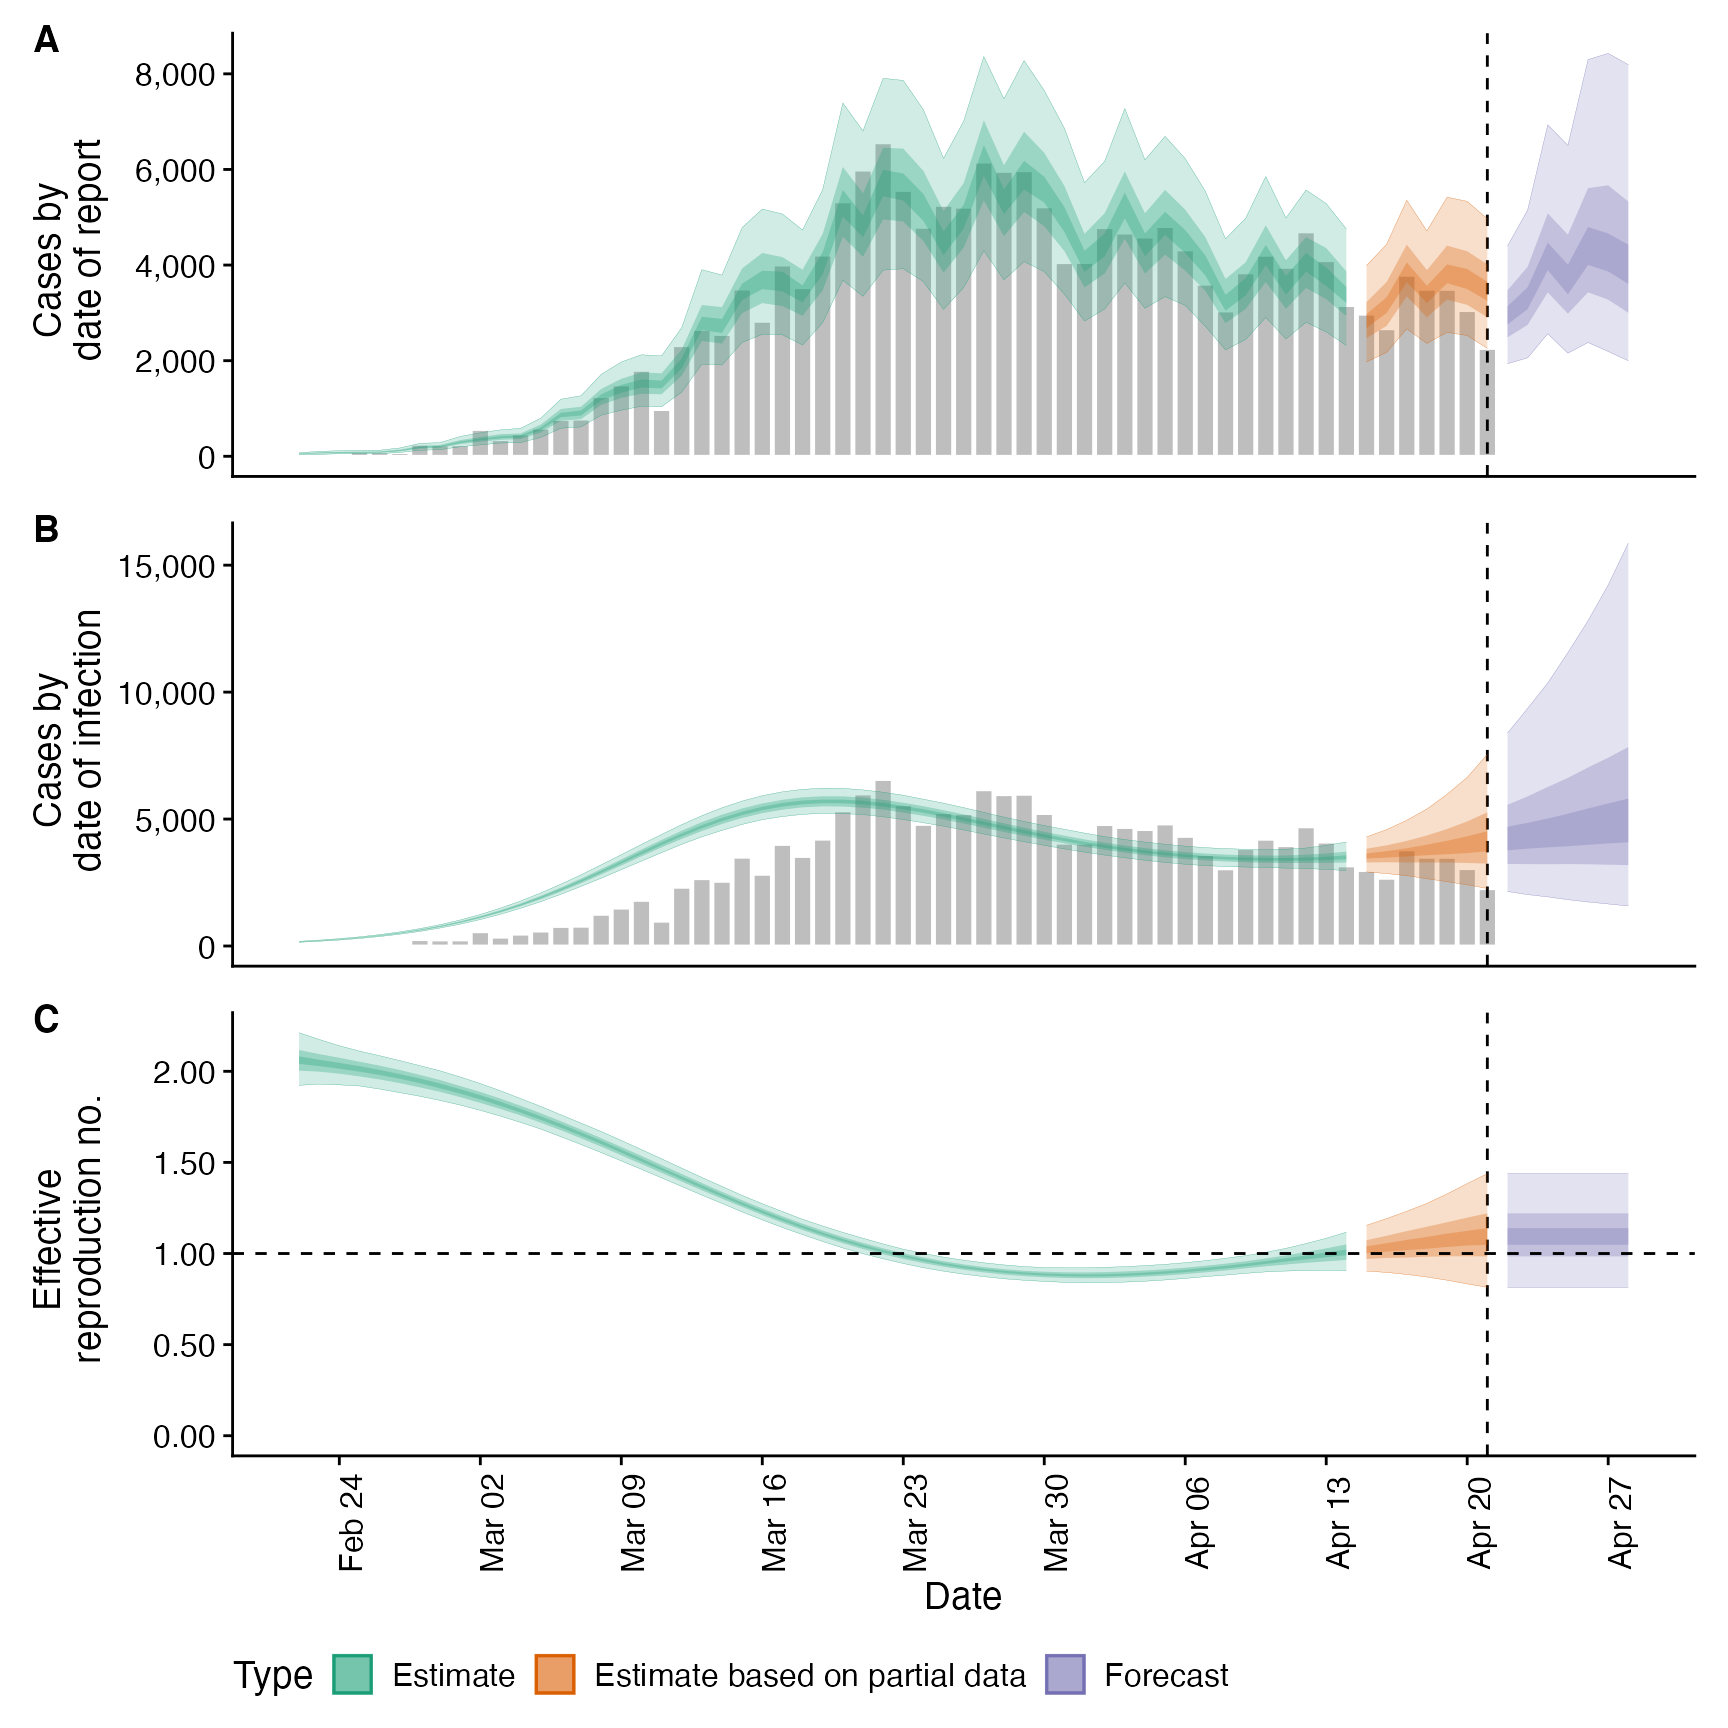 A
Cases by
date of report
8,000
6,000
4,000
2,000
0
B
Cases by
date of infection
15,000
10,000
5,000
0
C
Effective
reproduction no.
2.00
1.50
1.00
0.50
0.00
Feb 24
Mar 02
Mar 09
Mar 16
Mar 23
Mar 30
Apr 06
Apr 13
Apr 20
Apr 27
Date
Type Estimate Estimate based on partial data Forecast